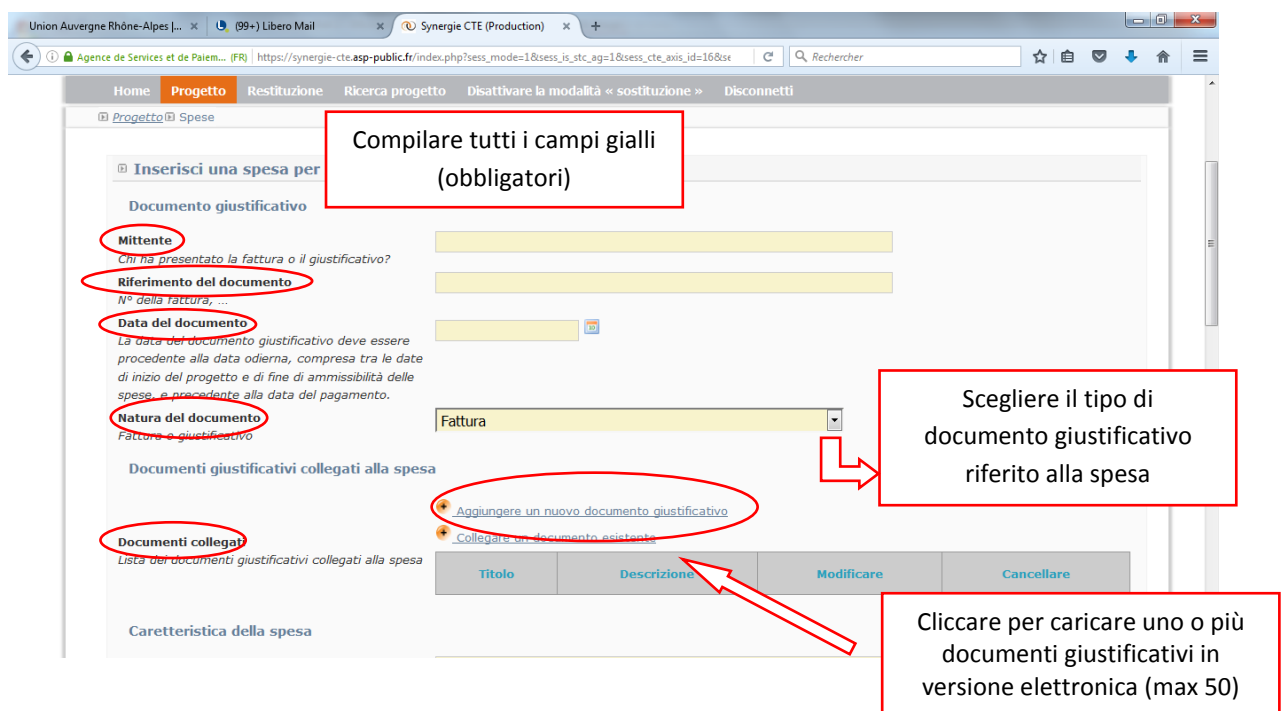 Union Auvergne Rhône-Alpes |...
(99+) Libero Mail
Synergie CTE (Production)
Agence de Services et de Paiem... (FR) https://synergie-cte.asp-public.fr/index.php?sess_mode=1&sess_is_stc_ag=1&sess_cte_axis_id=16&sse
Rechercher
Home Progetto Restituzione Ricerca progetto Disattivare la modalità « sostituzione » Disconnetti
Progetto Spese
Compilare tutti i campi gialli
(obbligatori)
Inserisci una spesa per
Documento giustificativo
Mittente
Chi ha presentato la fattura o il giustificativo?
Riferimento del documento
N° della fattura, ...
Data del documento
La data del documento giustificativo deve essere
procedente alla data odierna, compresa tra le date
di inizio del progetto e di fine di ammissibilità delle
spese, e precedente alla data del pagamento.
Natura del documento
Fattura o giustificativo
Fattura
Scegliere il tipo di
documento giustificativo
riferito alla spesa
Documenti giustificativi collegati alla spesa
Aggiungere un nuovo documento giustificativo
Collegare un documento esistente
Documenti collegati
Lista dei documenti giustificativi collegati alla spesa
Titolo Descrizione Modificare Cancellare
Cliccare per caricare uno o più
documenti giustificativi in
versione elettronica (max 50)
Caretteristica della spesa